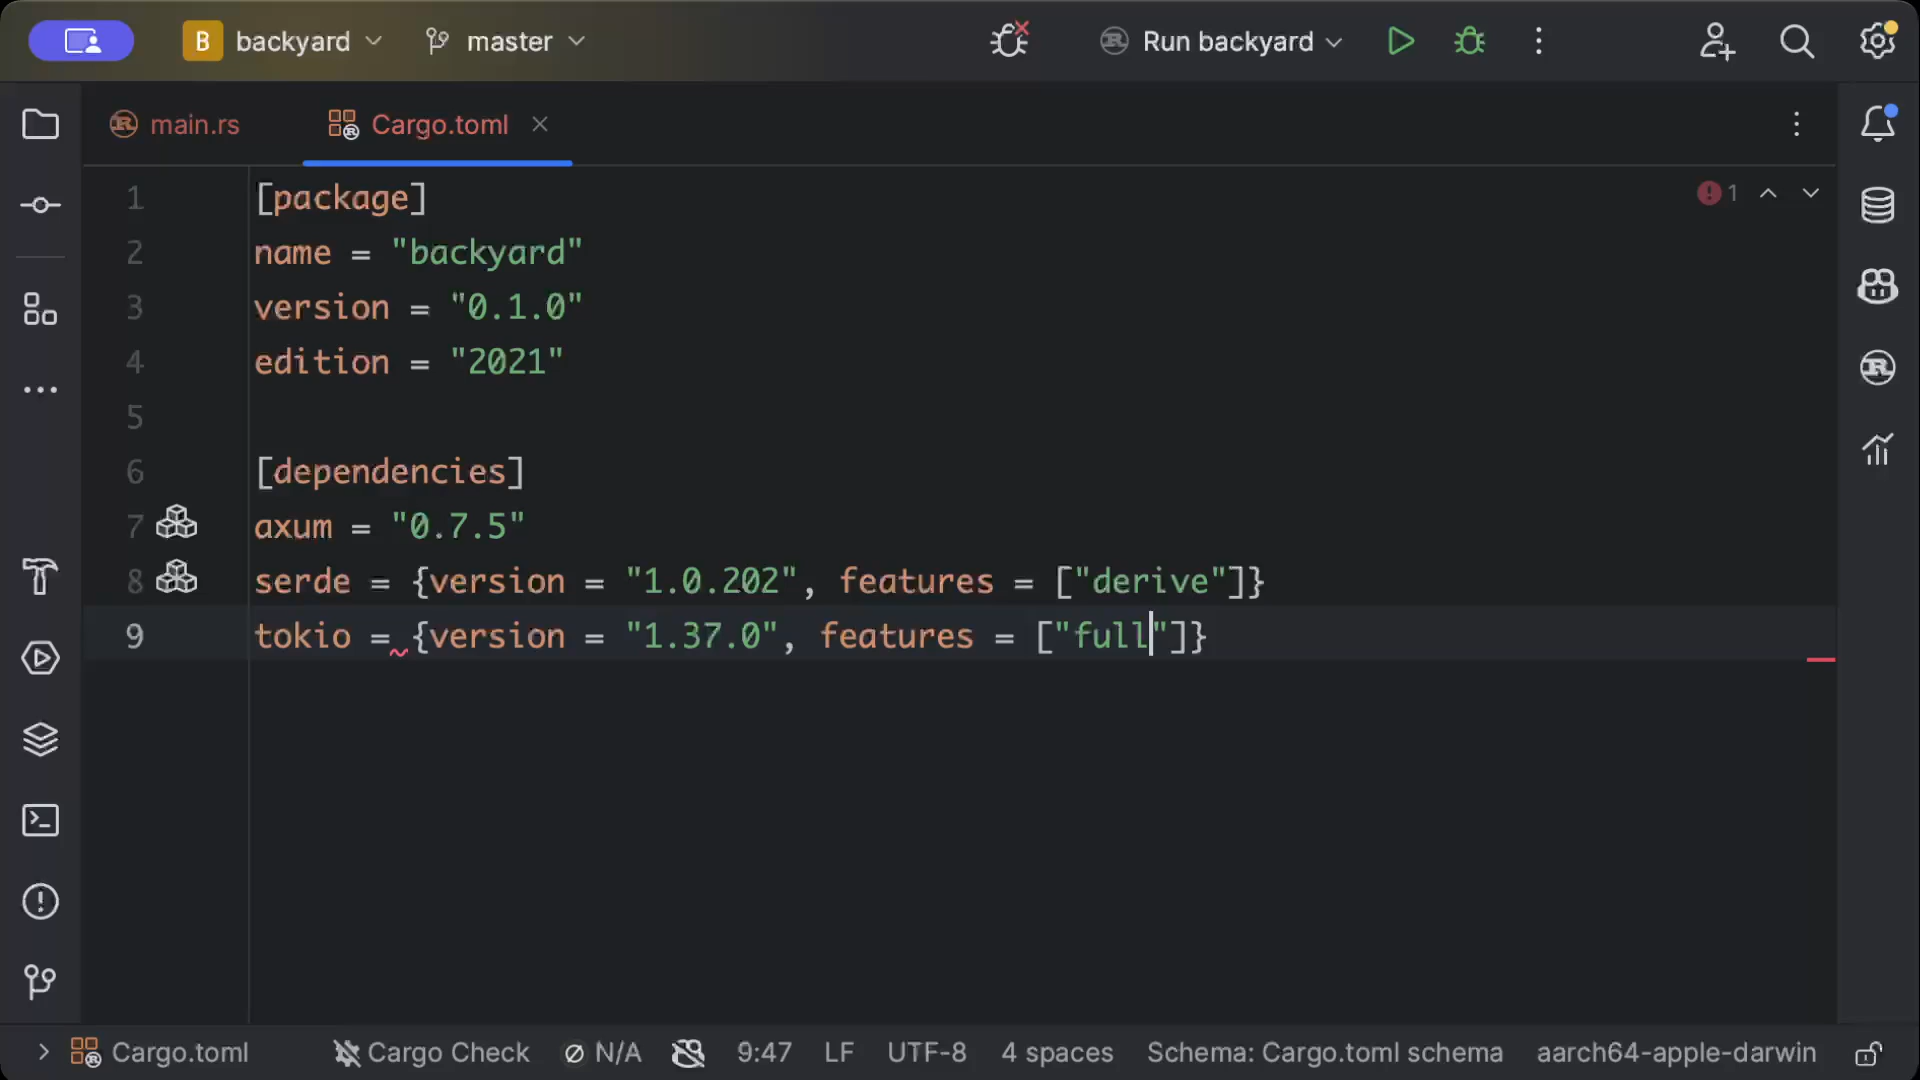 B backyard master Run backyard
main.rs Cargo.toml
1 [package] 1
2 name = "backyard"
3 version = "0.1.0"
4 edition = "2021"
5
6 [dependencies]
7 axum = "0.7.5"
8 serde = {version = "1.0.202", features = ["derive"]}
9 tokio = {version = "1.37.0", features = ["full"]}
Cargo.toml Cargo Check N/A 9:47 LF UTF-8 4 spaces Schema: Cargo.toml schema aarch64-apple-darwin